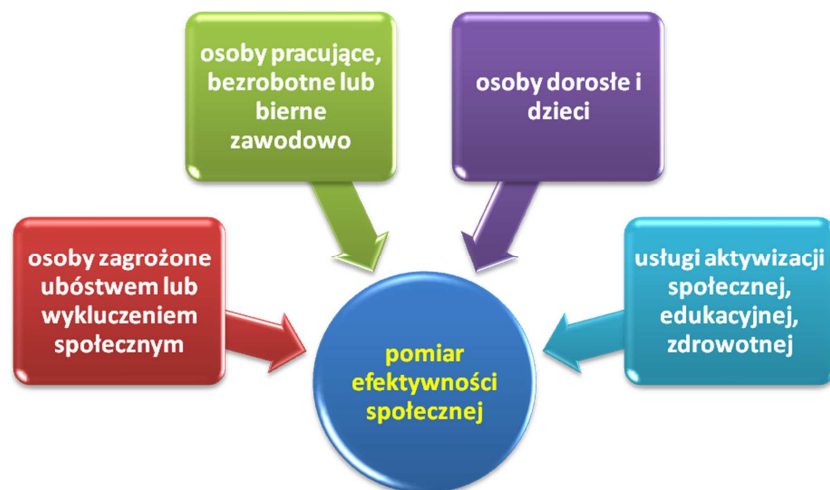 osoby pracujące,
bezrobotne lub
bierne
zawodowo
osoby dorosłe i
dzieci
osoby zagrożone
ubóstwem lub
wykluczeniem
społecznym
usługi aktywizacji
społecznej,
edukacyjnej,
zdrowotnej
pomiar
efektywności
społecznej